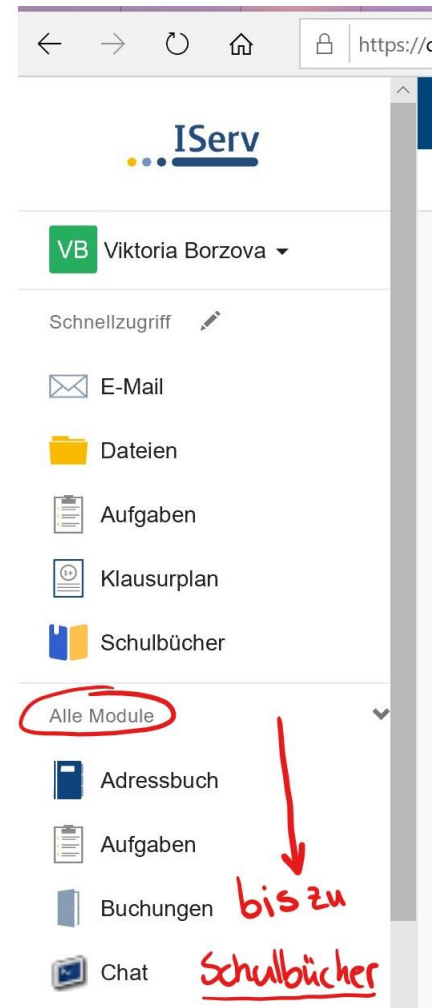 https://
IServ
VB Viktoria Borzova
Schnellzugriff
E-Mail
Dateien
Aufgaben
1+
Klausurplan
Schulbücher
Alle Module
Adressbuch
Aufgaben
Buchungen bis zu
Chat Schulbücher